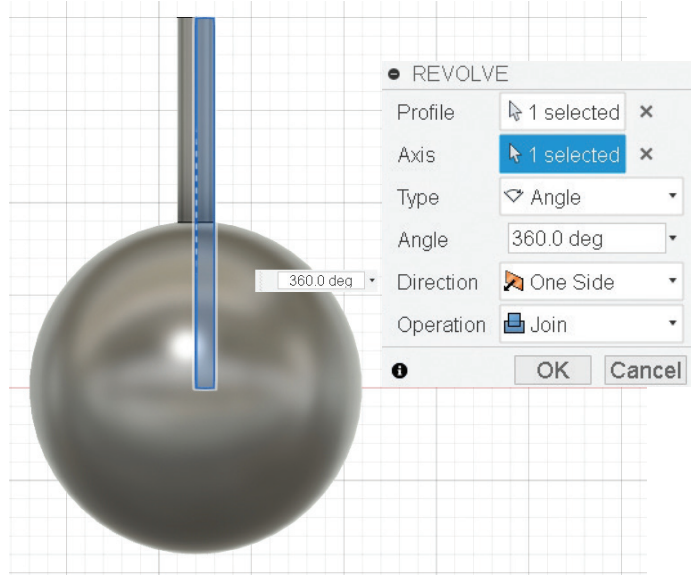 REVOLVE
Profile 1 selected
Axis 1 selected
Type Angle
Angle 360.0 deg
360.0 deg
Direction One Side
Operation Join
OK Cancel